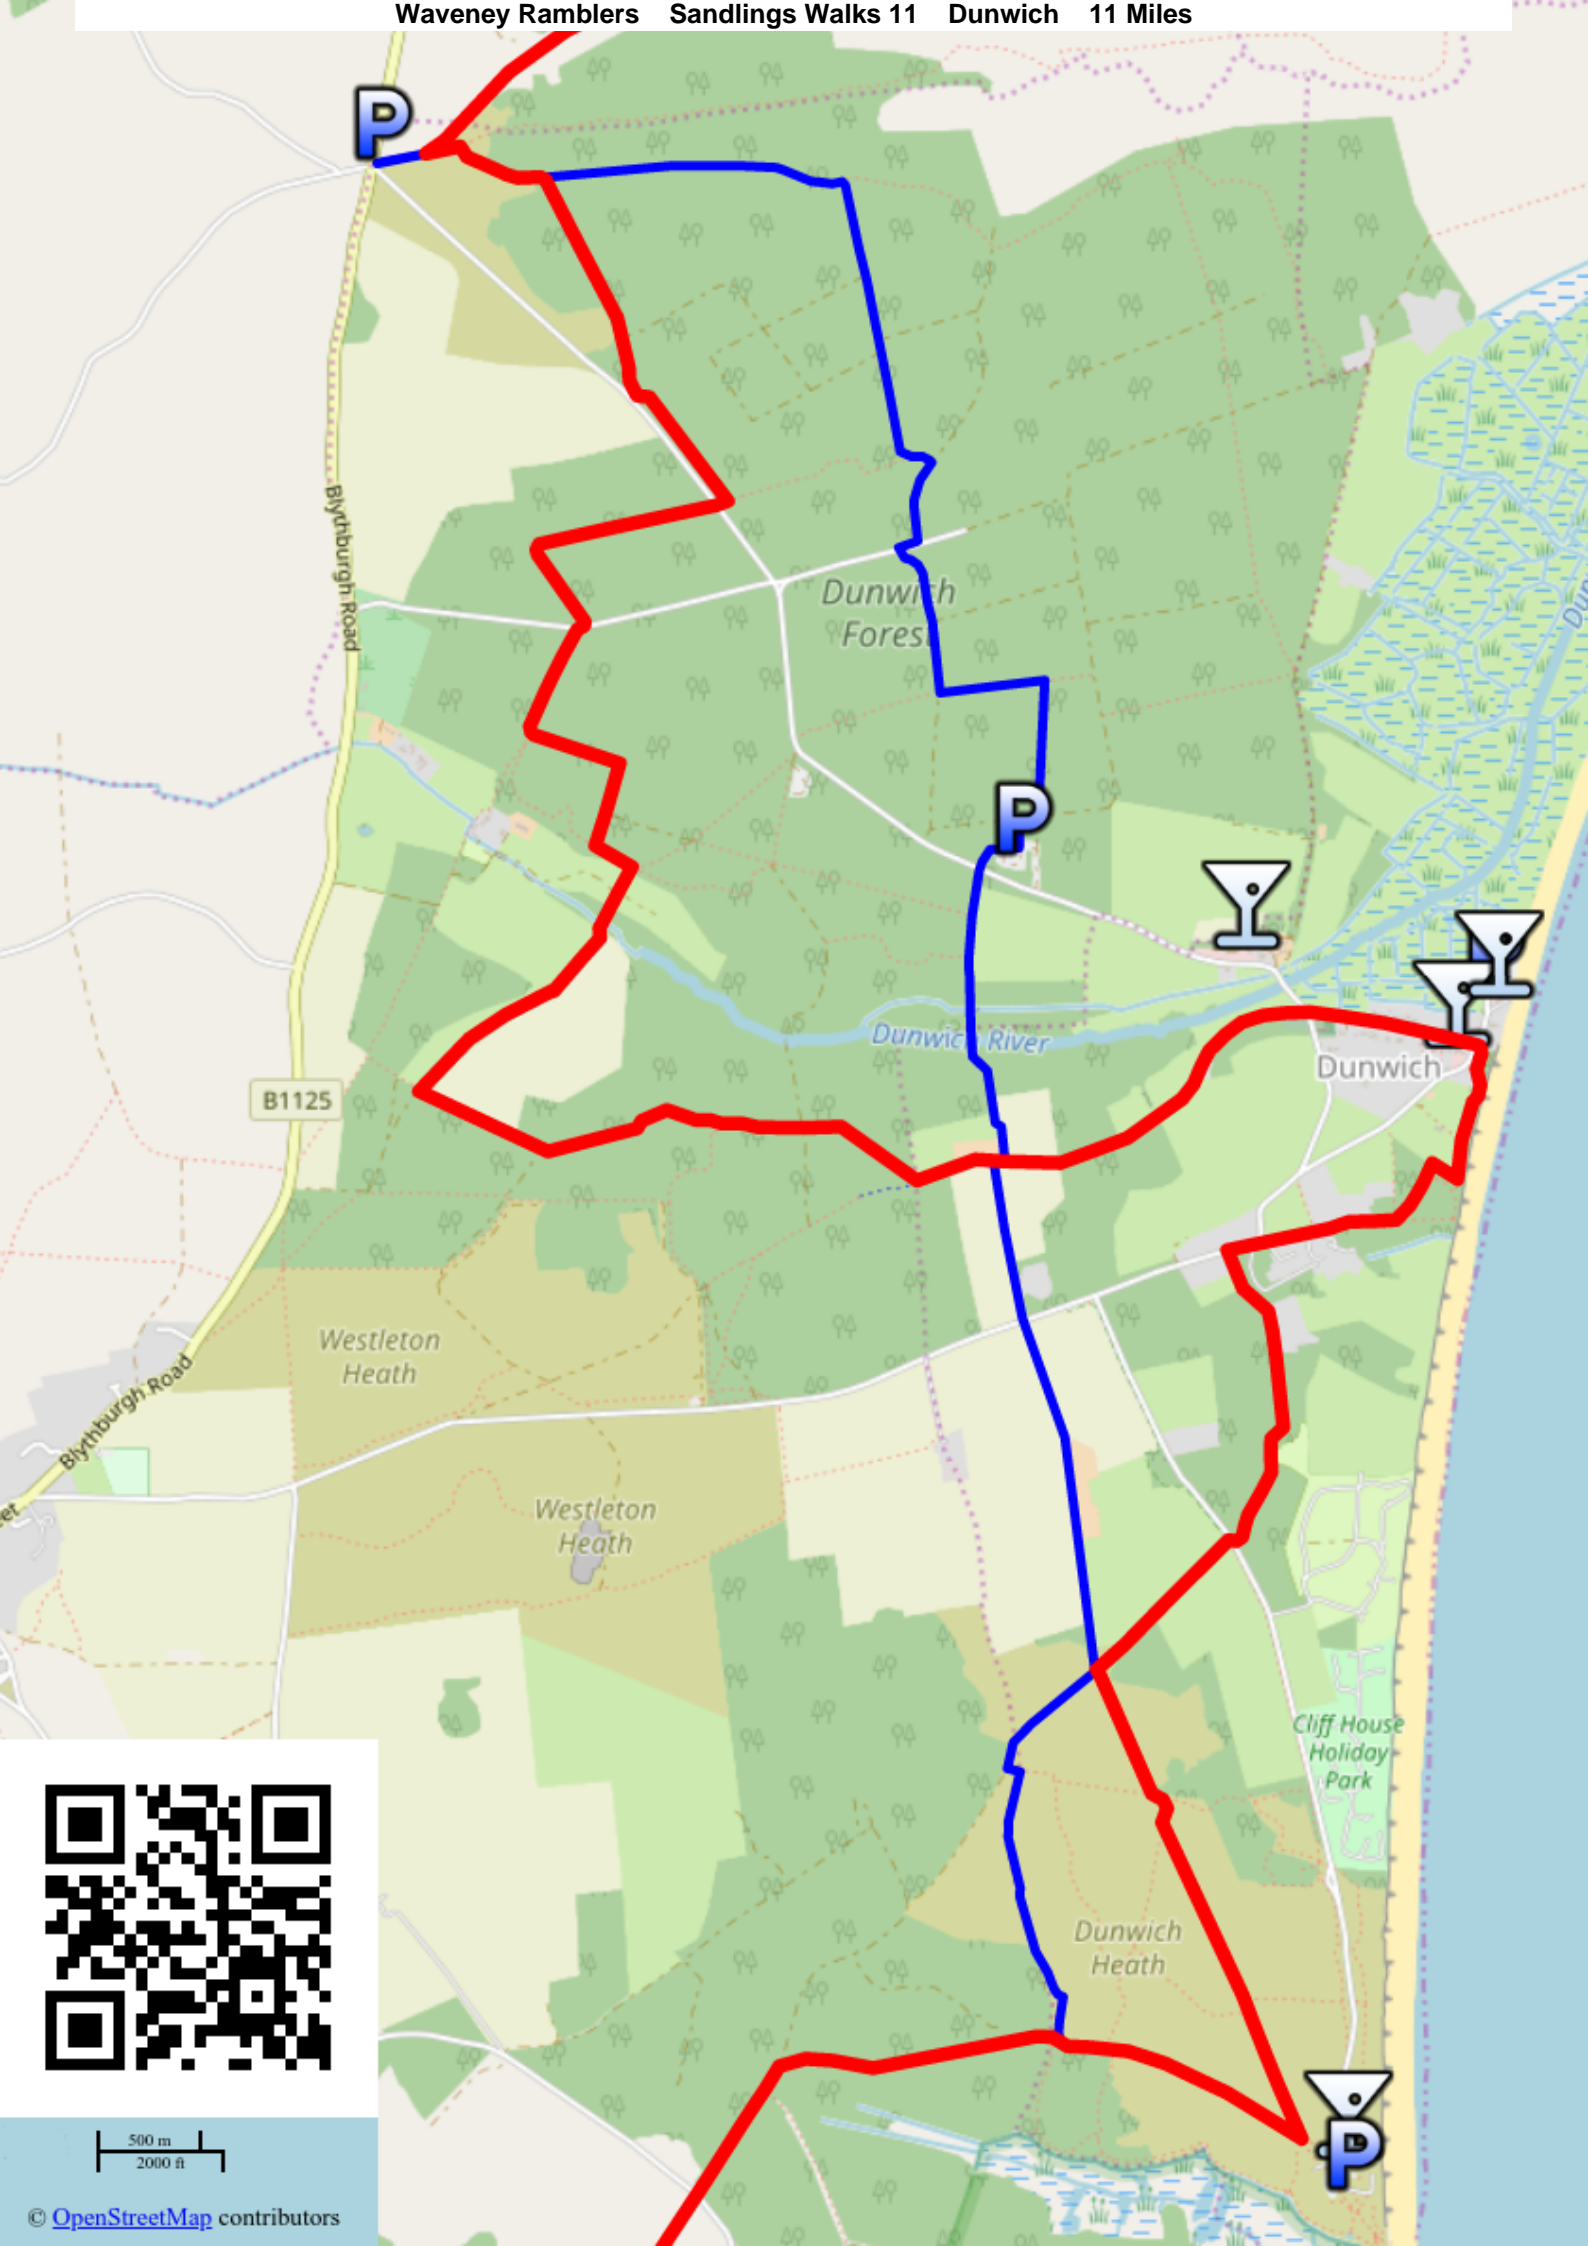 Waveney Ramblers    Sandlings Walks 11    Dunwich    11 Miles
P
Blythburgh Road
Dunwich
Forest
P
Dunwich River
Dunwich
B1125
Westleton
Heath
Blythburgh Road
Westleton
Heath
Cliff House
Holiday
Park
Dunwich
Heath
P
500 m
2000 ft
© OpenStreetMap contributors